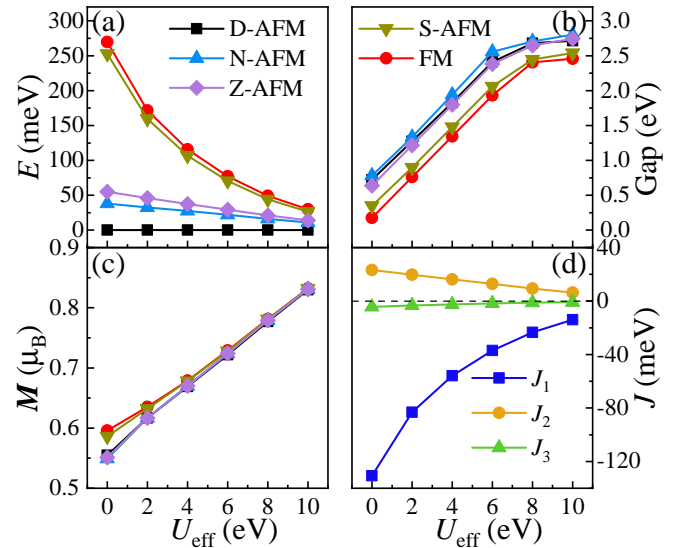 (a)
D-AFM
N-AFM
Z-AFM
300
250
200
150
100
50
0
E (meV)
(b)
S-AFM
FM
3.0
2.5
2.0
1.5
1.0
0.5
0.0
Gap (eV)
(c)
0.9
0.8
0.7
0.6
0.5
M (μB)
0 2 4 6 8 10
Ueff (eV)
(d)
J1
J2
J3
40
0
-40
-80
-120
J (meV)
0 2 4 6 8 10
Ueff (eV)